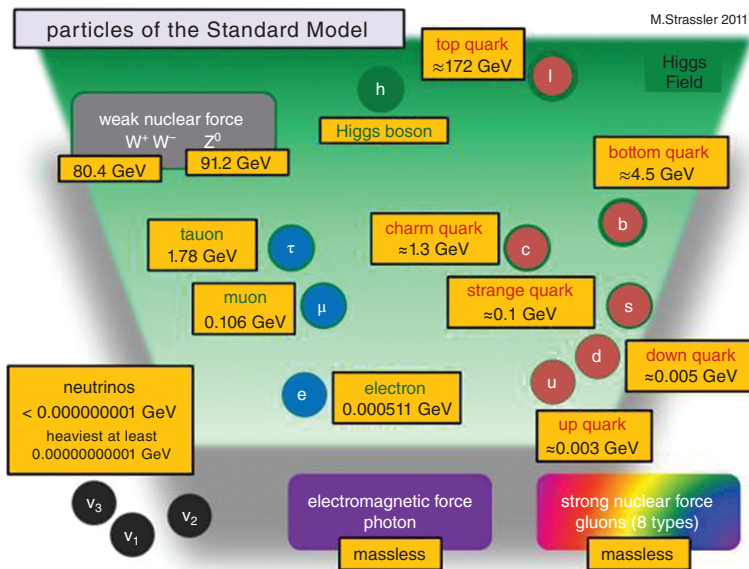 particles of the Standard Model
M.Strassler 2011
top quark
≈172 GeV
l
h
Higgs
Field
weak nuclear force
W⁺ W⁻ Z⁰
80.4 GeV
91.2 GeV
Higgs boson
bottom quark
≈4.5 GeV
b
tauon
1.78 GeV
τ
charm quark
≈1.3 GeV
c
muon
0.106 GeV
μ
strange quark
≈0.1 GeV
s
d
down quark
≈0.005 GeV
neutrinos
< 0.000000001 GeV
heaviest at least
0.00000000001 GeV
e
electron
0.000511 GeV
u
up quark
≈0.003 GeV
v₃
v₁
v₂
electromagnetic force
photon
massless
strong nuclear force
gluons (8 types)
massless